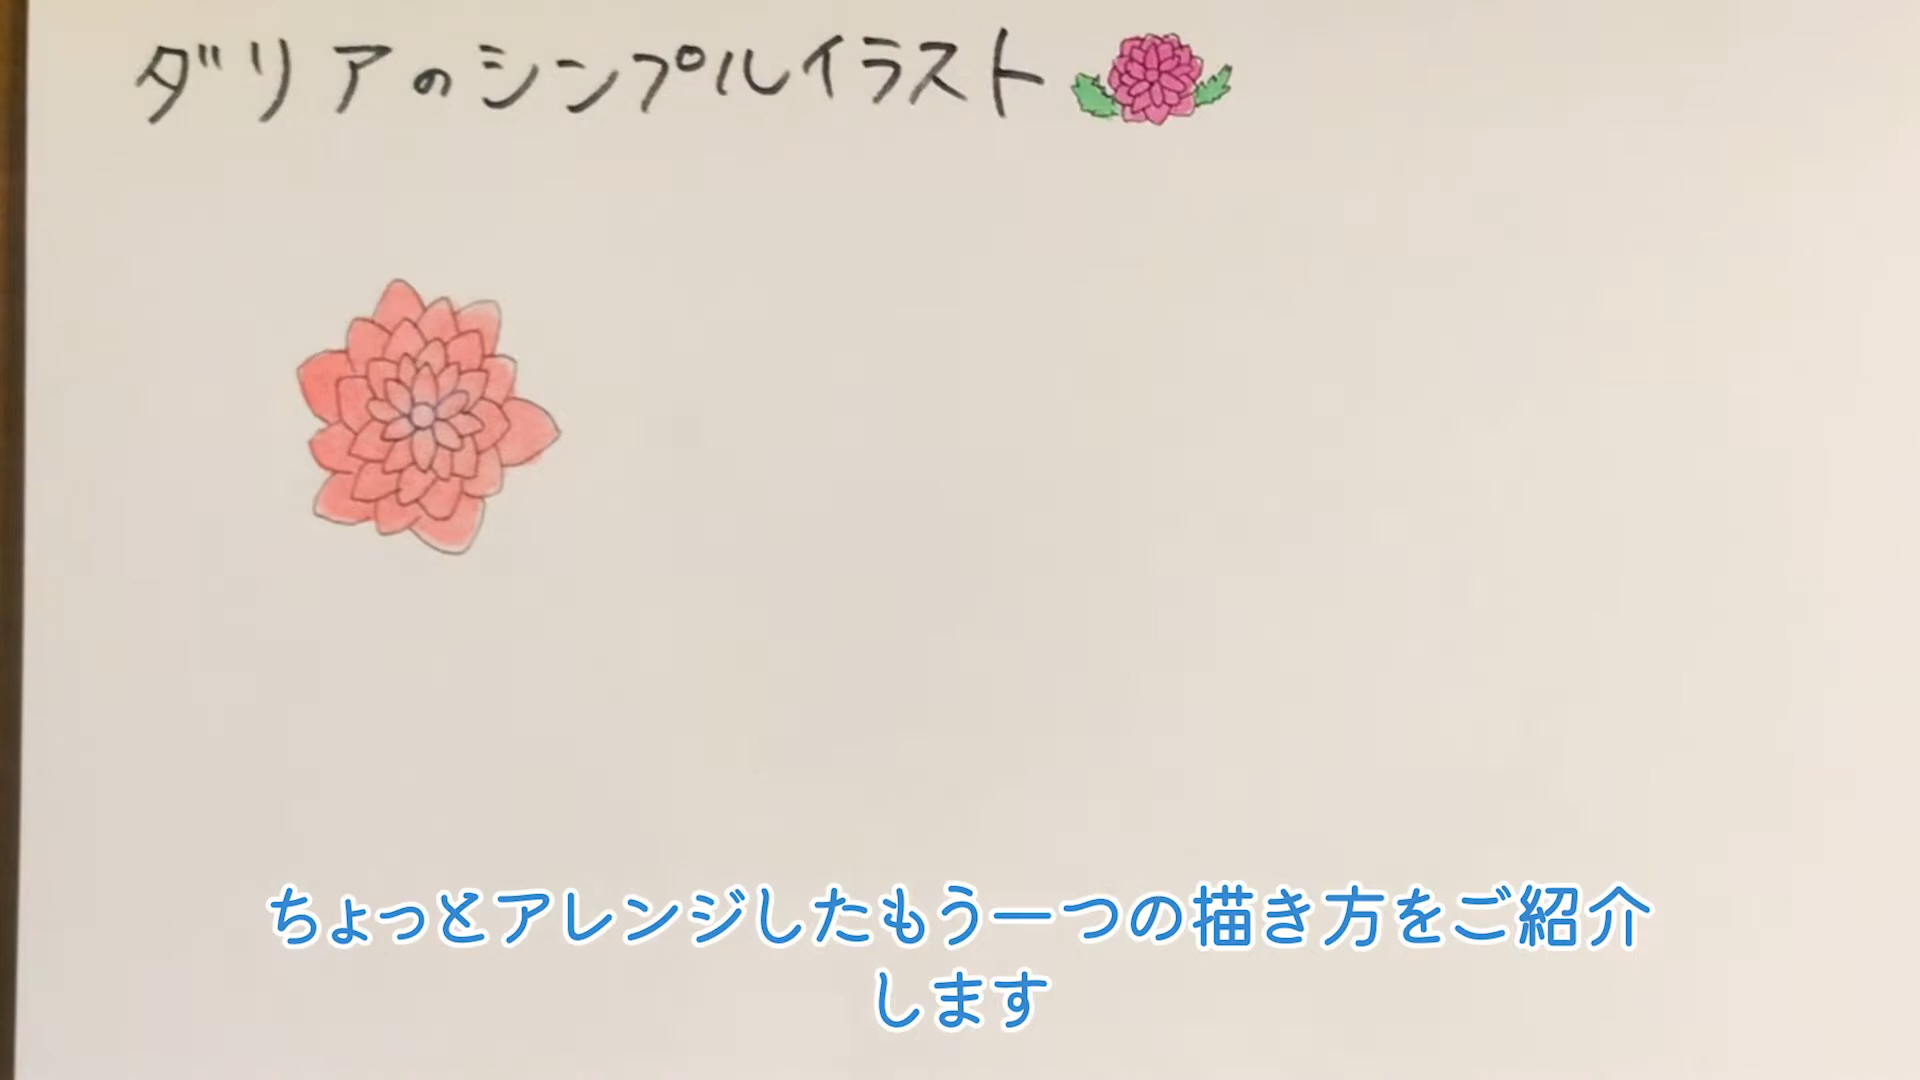 ダリアのシンプルイラスト
ちょっとアレンジしたもう一つの描き方をご紹介
します